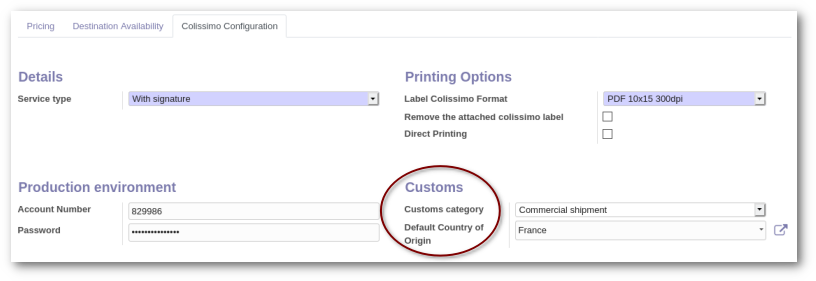 Pricing Destination Availability Colissimo Configuration
Details
Service type With signature
Printing Options
Label Colissimo Format PDF 10x15 300dpi
Remove the attached colissimo label
Direct Printing
Production environment
Account Number 829986
Password •••••••••••••••
Customs
Customs category Commercial shipment
Default Country of
Origin
France